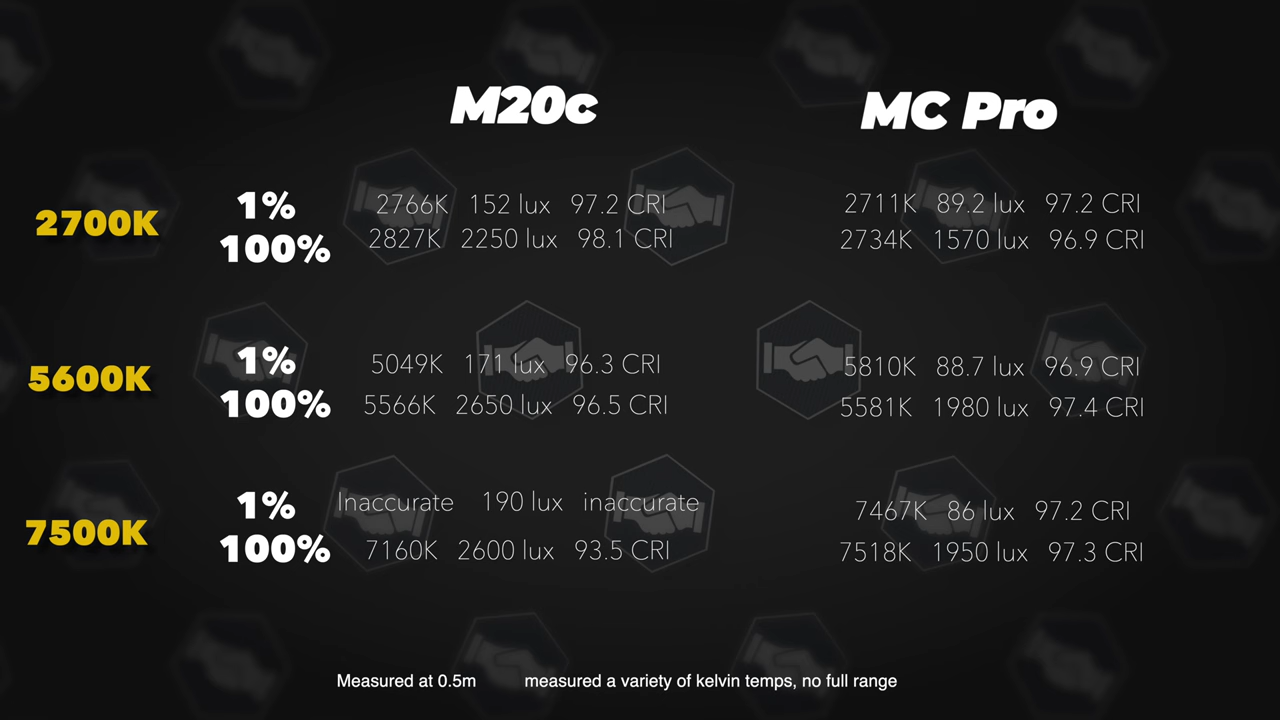 M20c MC Pro
2700K 1% 2766K 152 lux 97.2 CRI 2711K 89.2 lux 97.2 CRI
100% 2827K 2250 lux 98.1 CRI 2734K 1570 lux 96.9 CRI
5600K 1% 5049K 171 lux 96.3 CRI 5810K 88.7 lux 96.9 CRI
100% 5566K 2650 lux 96.5 CRI 5581K 1980 lux 97.4 CRI
7500K 1% Inaccurate 190 lux inaccurate 7467K 86 lux 97.2 CRI
100% 7160K 2600 lux 93.5 CRI 7518K 1950 lux 97.3 CRI
Measured at 0.5m measured a variety of kelvin temps, no full range